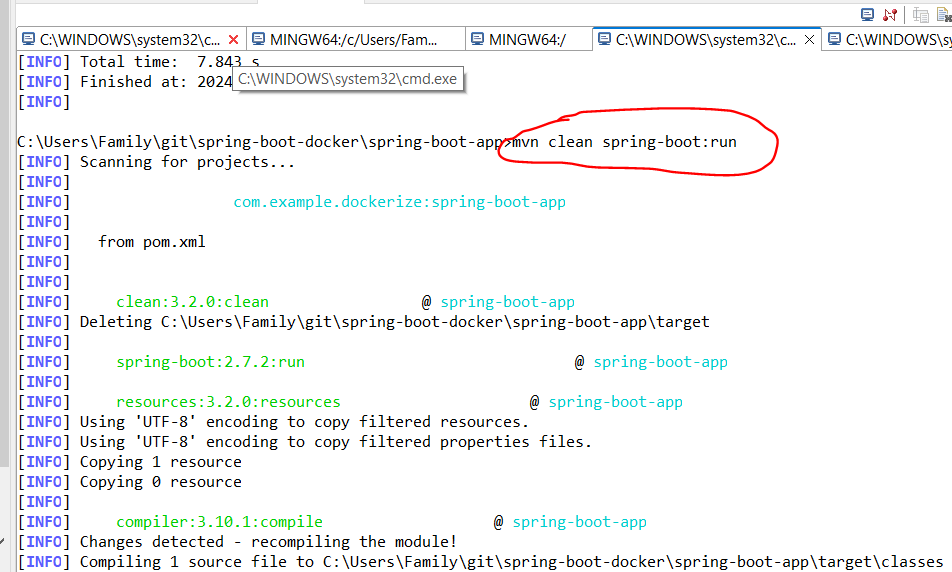 C:\WINDOWS\system32\c... MINGW64:/c/Users/Fam... MINGW64:/ C:\WINDOWS\system32\c... C:\WINDOWS\sy
[INFO] Total time:  7.843 s
[INFO] Finished at: 2024
C:\WINDOWS\system32\cmd.exe
[INFO]
C:\Users\Family\git\spring-boot-docker\spring-boot-app>mvn clean spring-boot:run
[INFO] Scanning for projects...
[INFO]
[INFO] com.example.dockerize:spring-boot-app
[INFO]
[INFO] from pom.xml
[INFO]
[INFO]
[INFO] clean:3.2.0:clean @ spring-boot-app
[INFO] Deleting C:\Users\Family\git\spring-boot-docker\spring-boot-app\target
[INFO]
[INFO] spring-boot:2.7.2:run @ spring-boot-app
[INFO]
[INFO] resources:3.2.0:resources @ spring-boot-app
[INFO] Using 'UTF-8' encoding to copy filtered resources.
[INFO] Using 'UTF-8' encoding to copy filtered properties files.
[INFO] Copying 1 resource
[INFO] Copying 0 resource
[INFO]
[INFO] compiler:3.10.1:compile @ spring-boot-app
[INFO] Changes detected - recompiling the module!
[INFO] Compiling 1 source file to C:\Users\Family\git\spring-boot-docker\spring-boot-app\target\classes